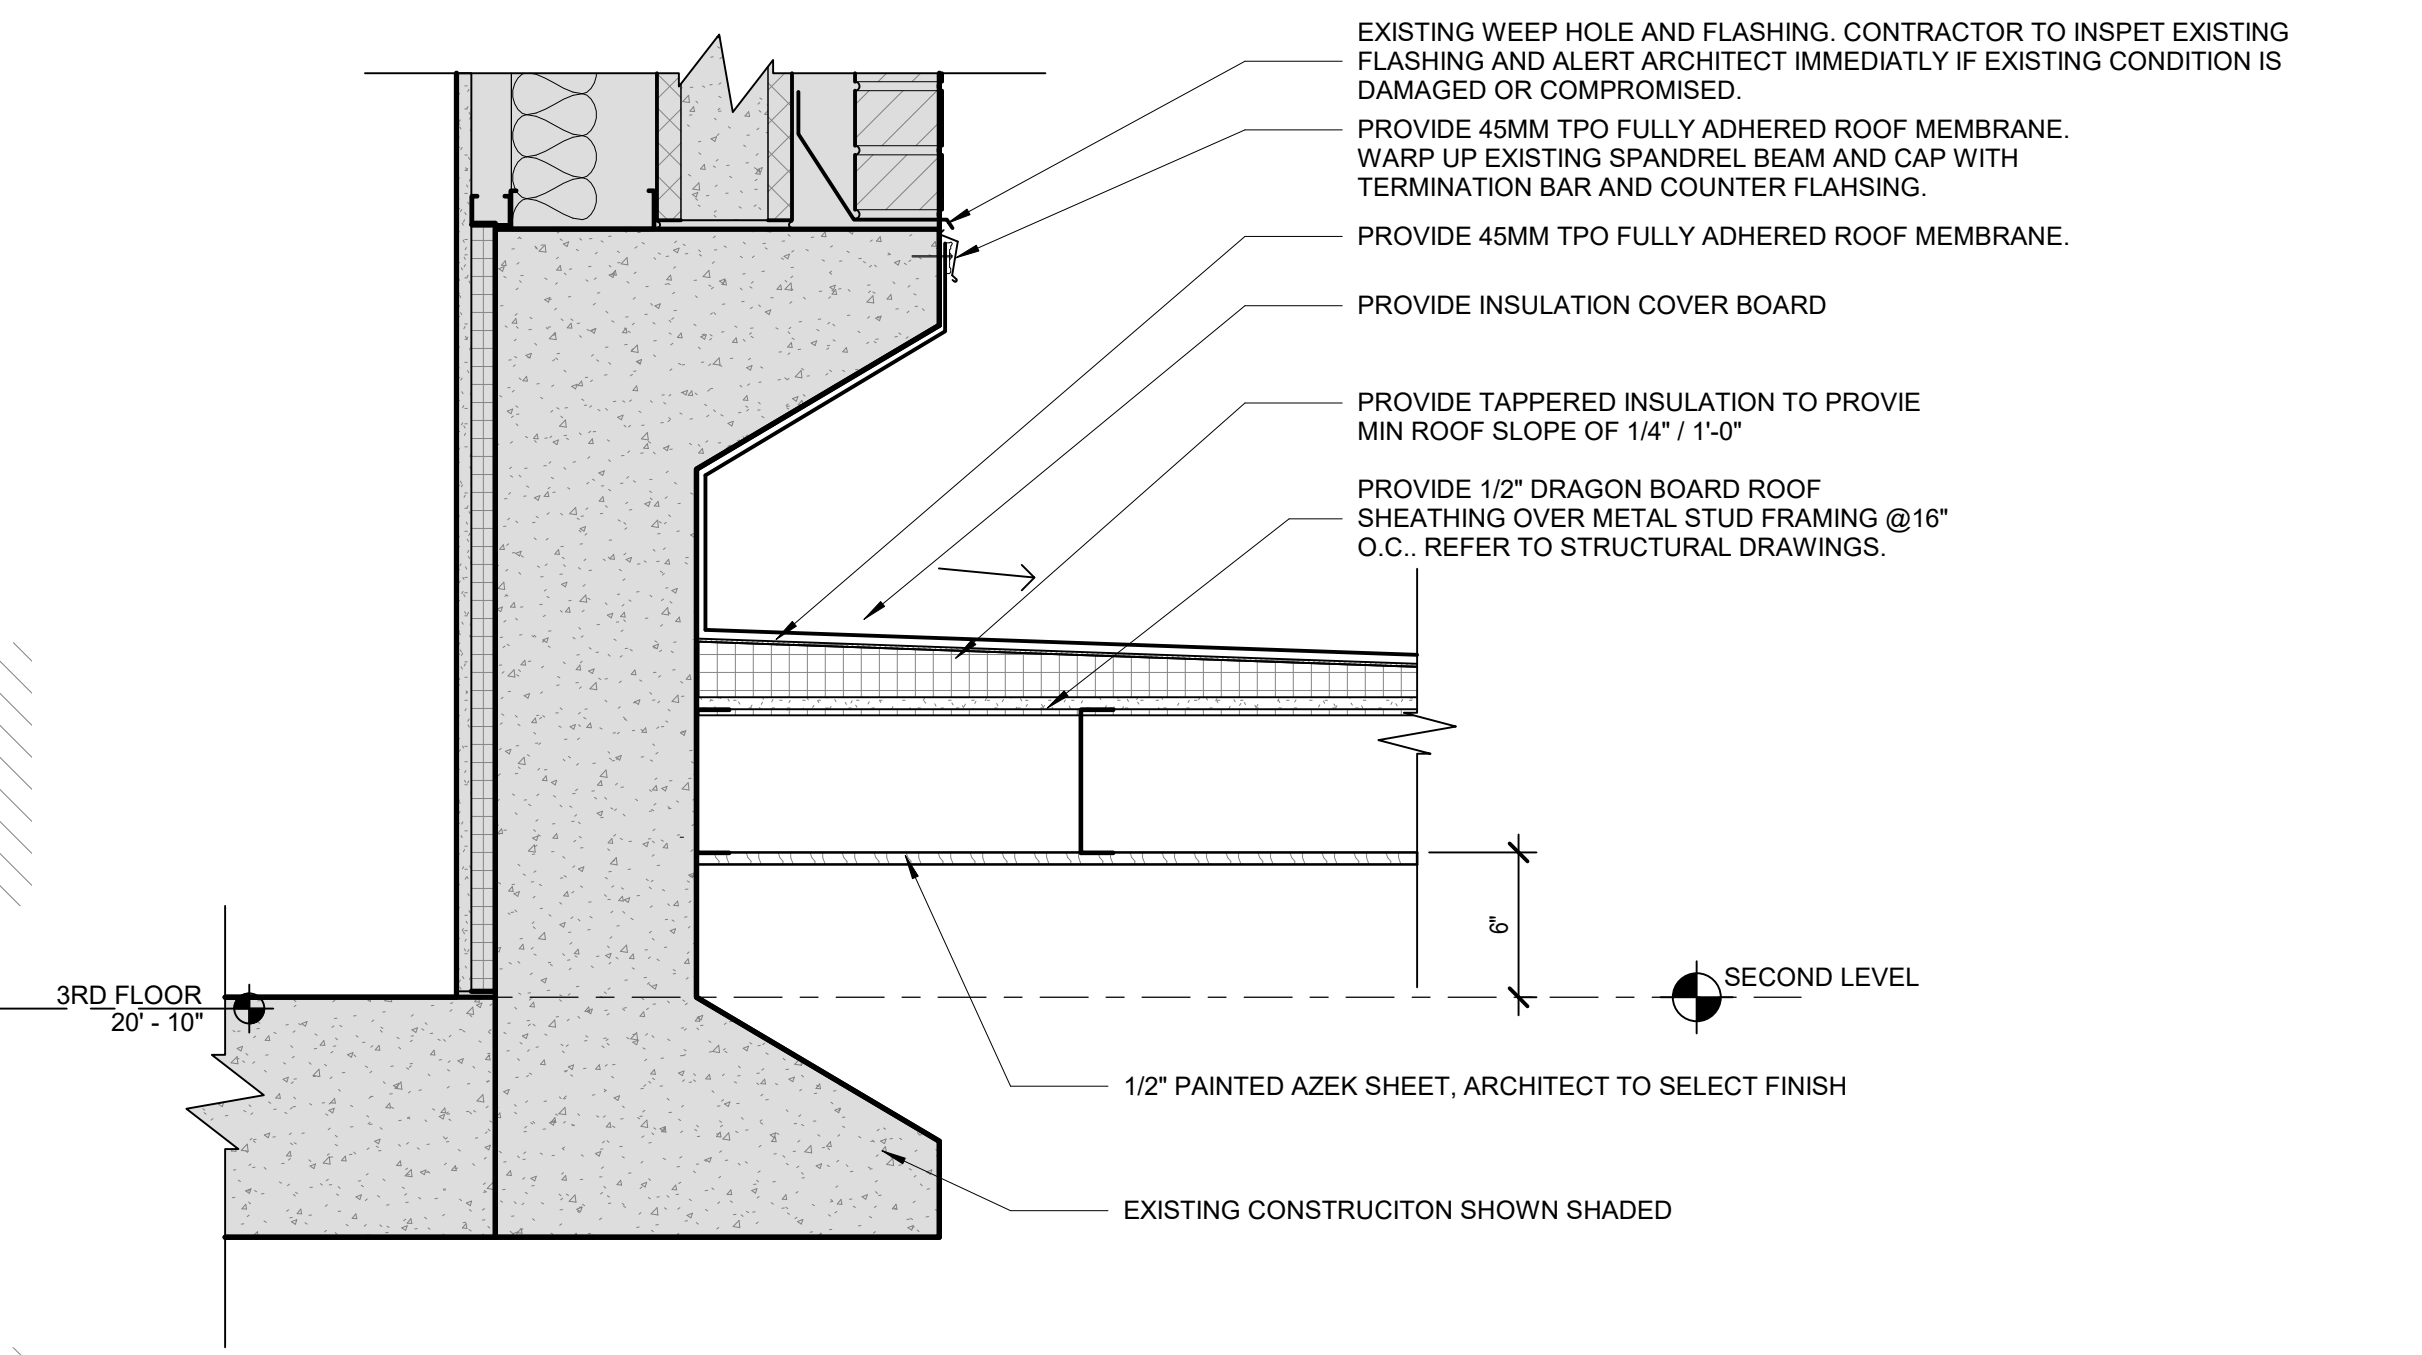 EXISTING WEEP HOLE AND FLASHING. CONTRACTOR TO INSPET EXISTING
FLASHING AND ALERT ARCHITECT IMMEDIATLY IF EXISTING CONDITION IS
DAMAGED OR COMPROMISED.
PROVIDE 45MM TPO FULLY ADHERED ROOF MEMBRANE.
WARP UP EXISTING SPANDREL BEAM AND CAP WITH
TERMINATION BAR AND COUNTER FLAHSING.
PROVIDE 45MM TPO FULLY ADHERED ROOF MEMBRANE.
PROVIDE INSULATION COVER BOARD
PROVIDE TAPPERED INSULATION TO PROVIE
MIN ROOF SLOPE OF 1/4" / 1'-0"
PROVIDE 1/2" DRAGON BOARD ROOF
SHEATHING OVER METAL STUD FRAMING @16"
O.C.. REFER TO STRUCTURAL DRAWINGS.
6"
SECOND LEVEL
3RD FLOOR
20' - 10"
1/2" PAINTED AZEK SHEET, ARCHITECT TO SELECT FINISH
EXISTING CONSTRUCITON SHOWN SHADED